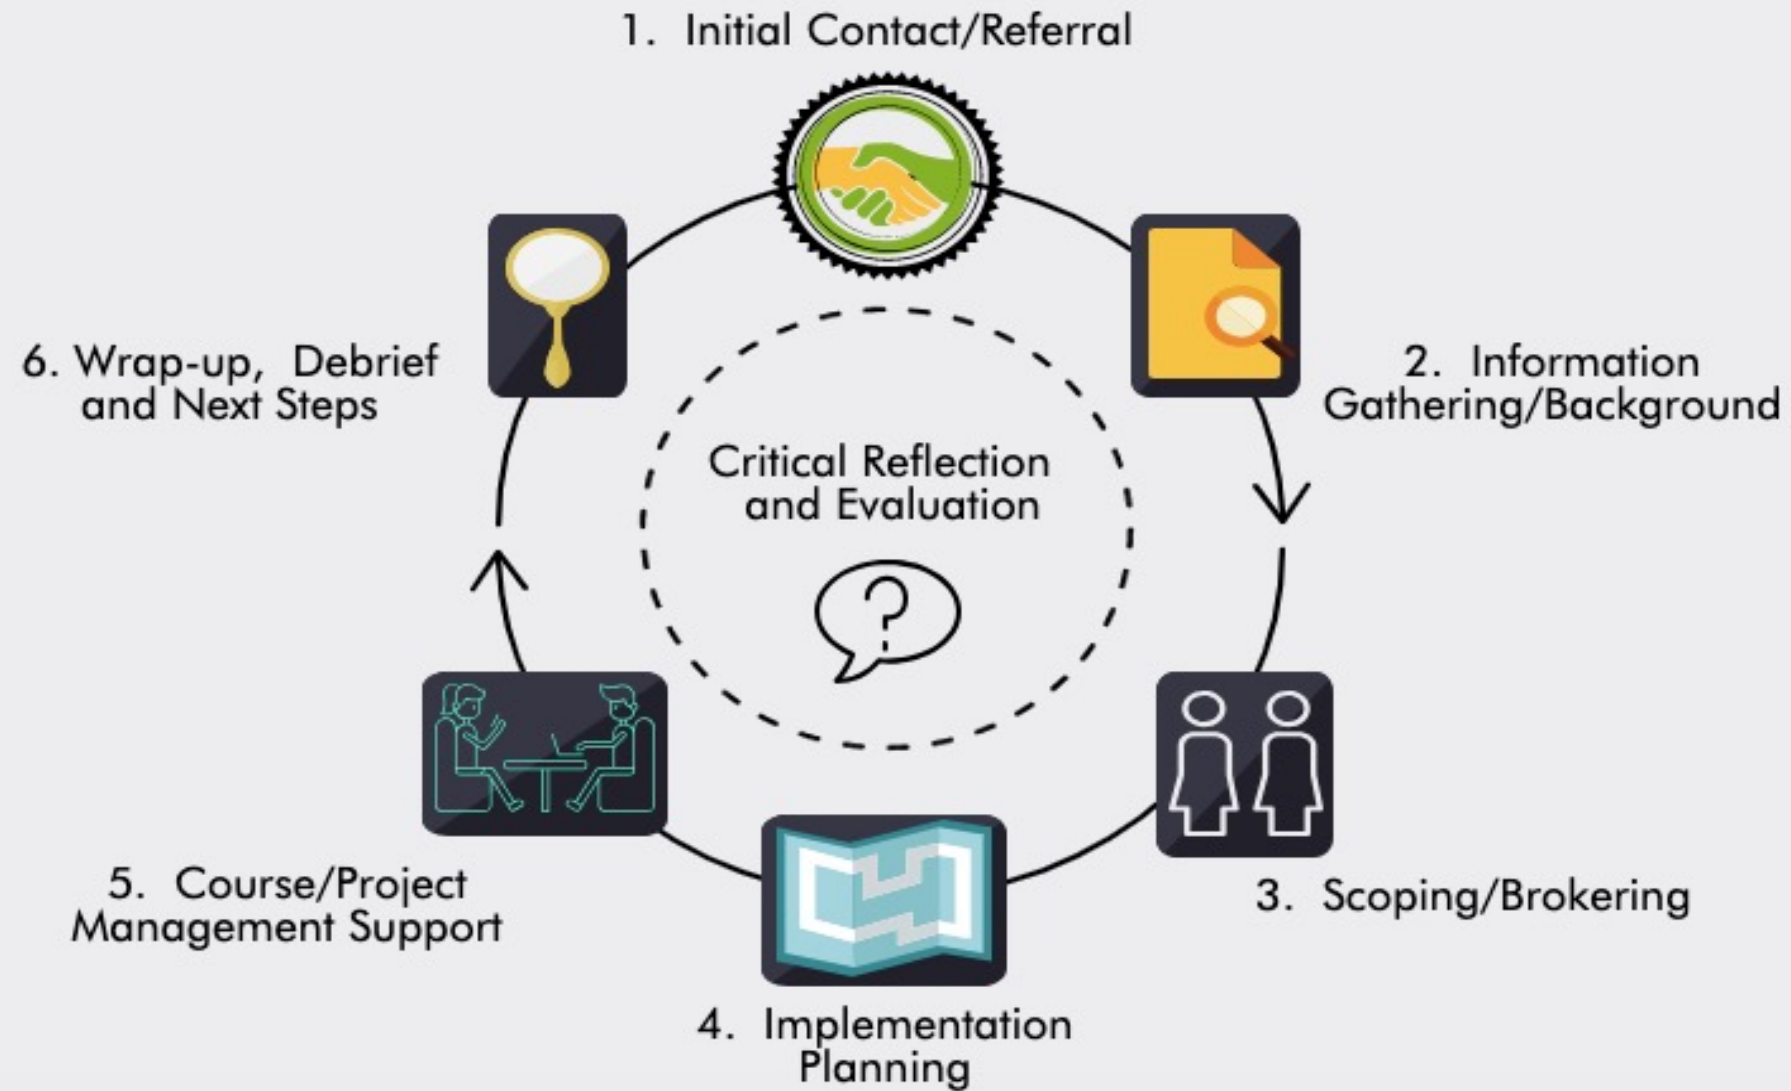 1. Initial Contact/Referral
2. Information
Gathering/Background
3. Scoping/Brokering
4. Implementation
Planning
5. Course/Project
Management Support
6. Wrap-up, Debrief
and Next Steps
Critical Reflection
and Evaluation
?